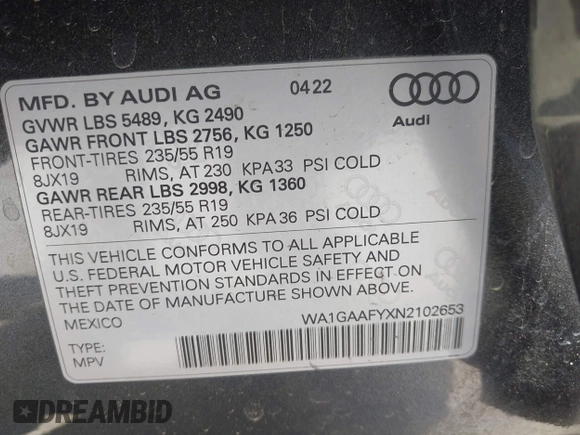 MFD. BY AUDI AG 04.22
GVWR LBS 5489, KG 2490
GAWR FRONT LBS 2756, KG 1250
FRONT-TIRES 235/55 R19
8JX19 RIMS, AT 230 KPA33 PSI COLD
GAWR REAR LBS 2998, KG 1360
REAR-TIRES 235/55 R19
8JX19 RIMS, AT 250 KPA36 PSI COLD
Audi
THIS VEHICLE CONFORMS TO ALL APPLICABLE
U.S. FEDERAL MOTOR VEHICLE SAFETY AND
THEFT PREVENTION STANDARDS IN EFFECT ON
THE DATE OF MANUFACTURE SHOWN ABOVE.
MEXICO WA1GAAFYXN2102653
TYPE:
MPV
DREAMBID